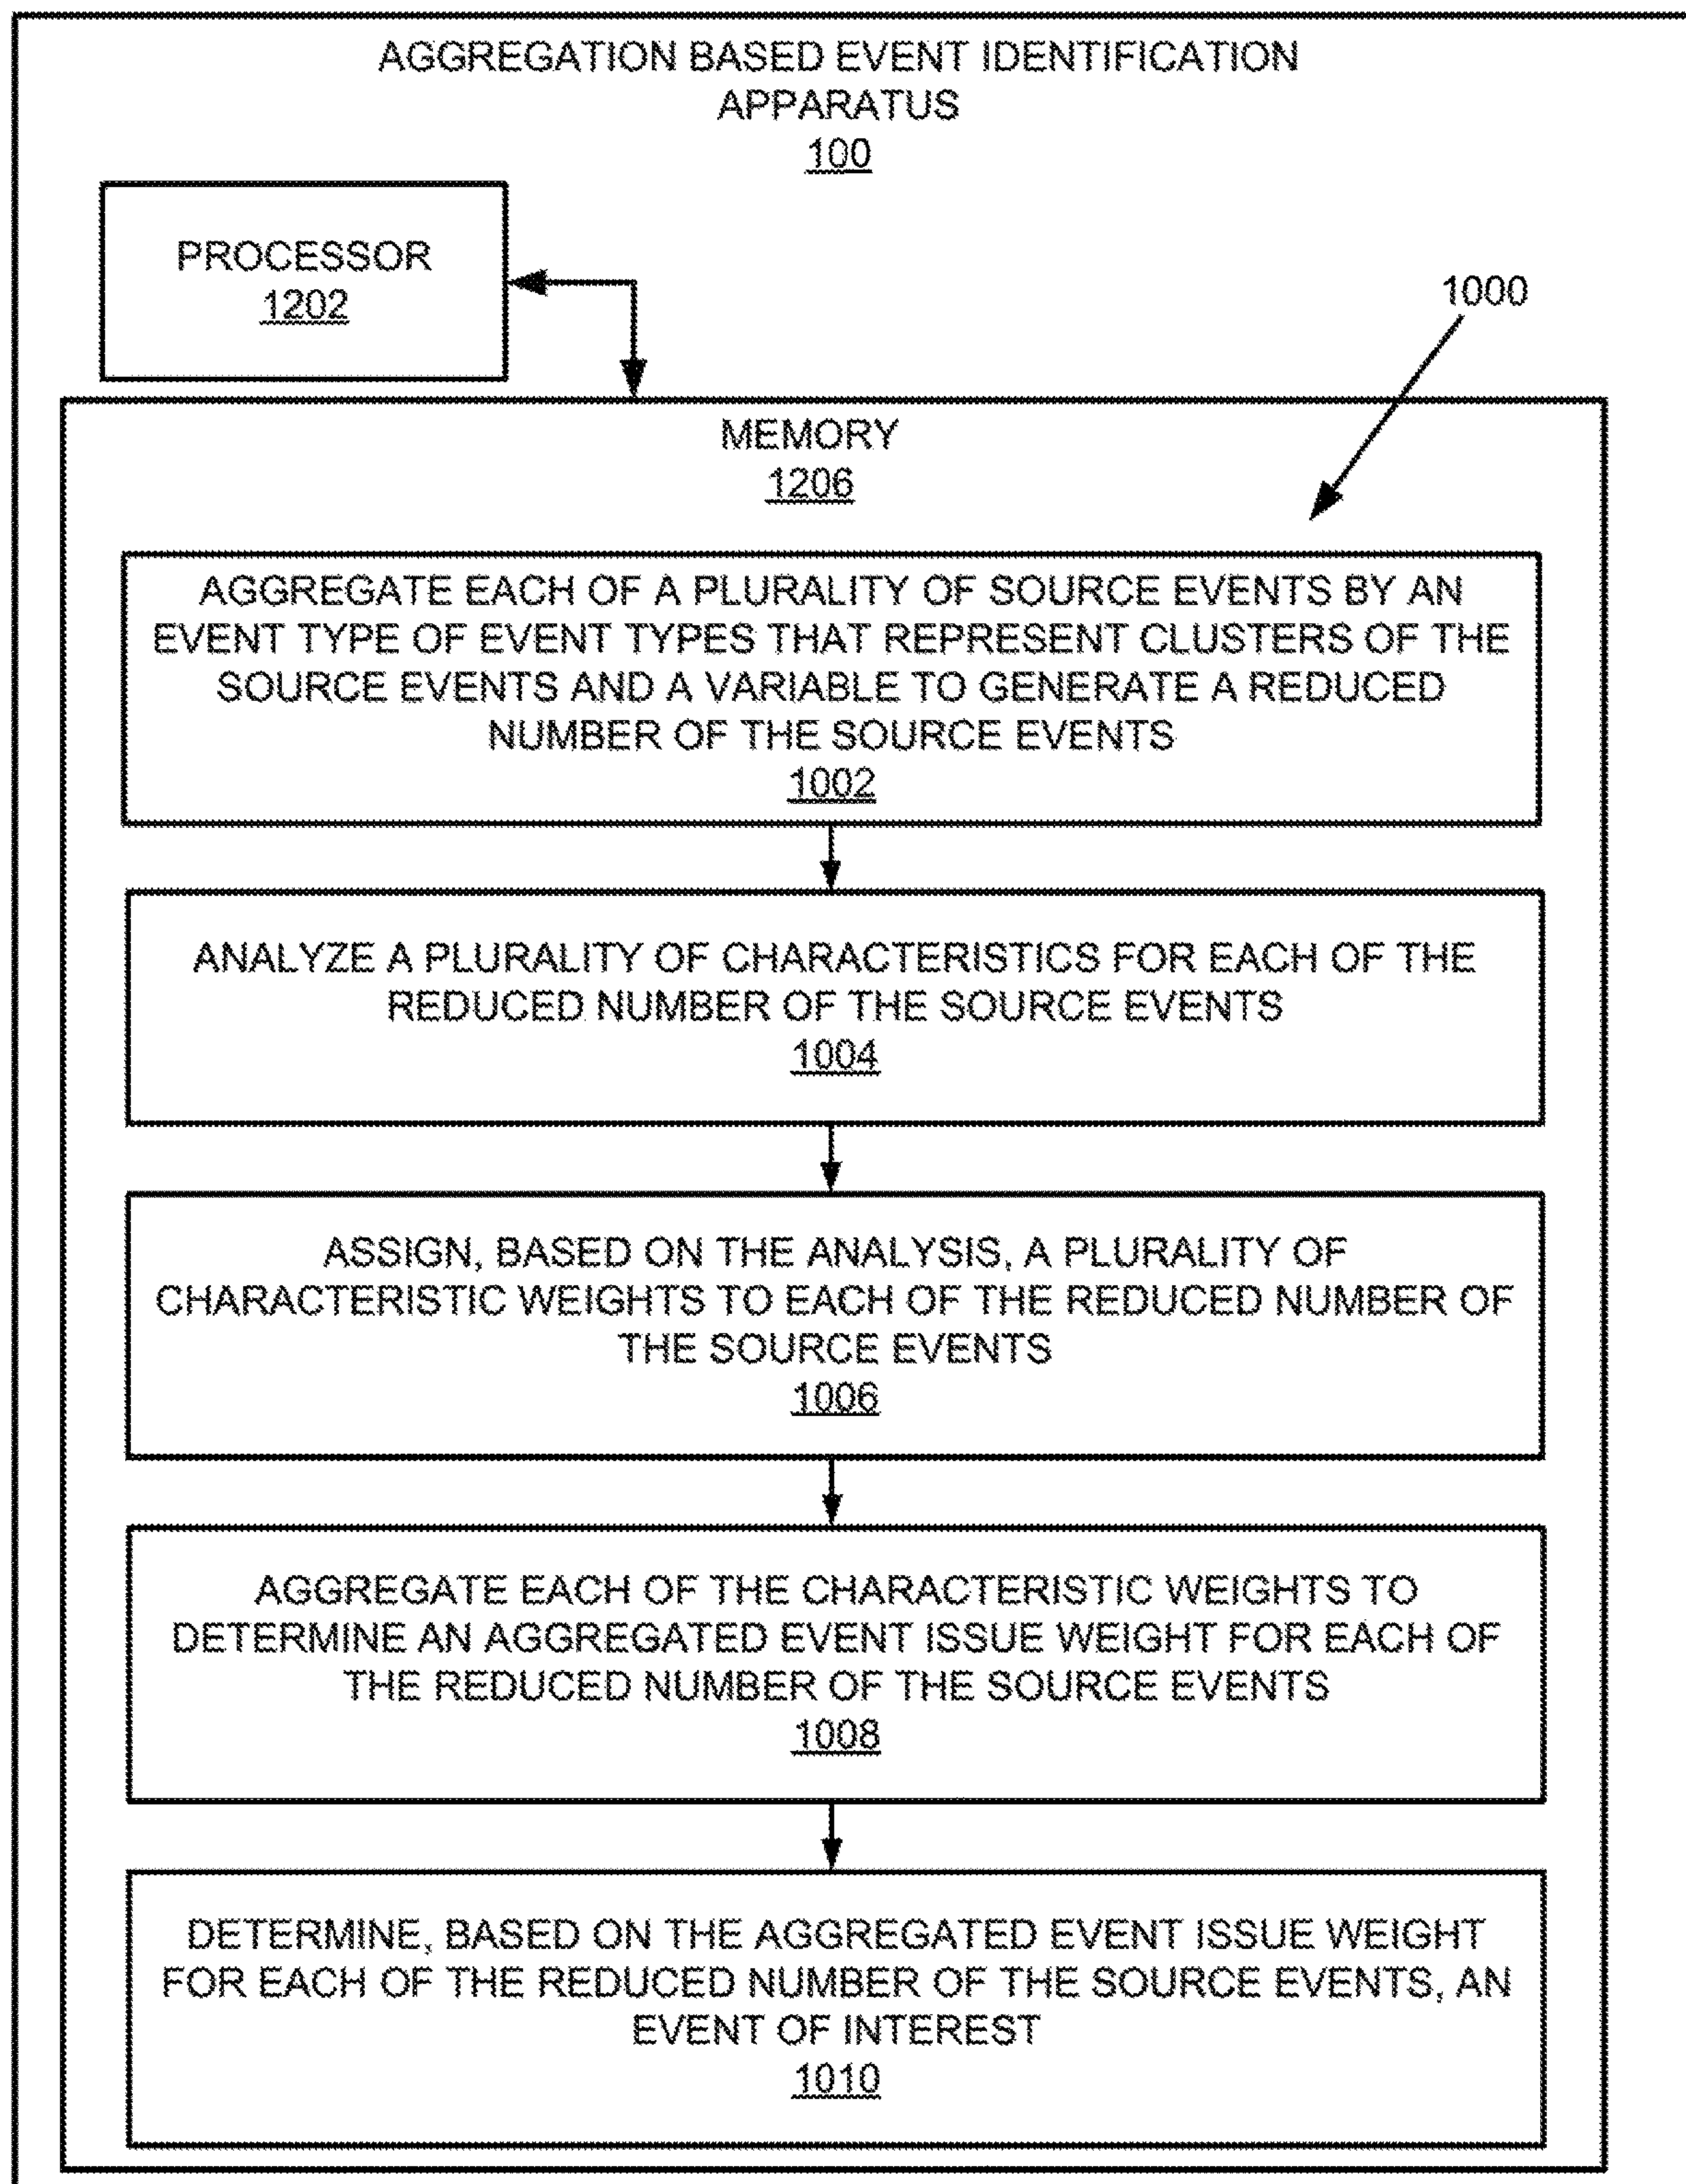 AGGREGATION BASED EVENT IDENTIFICATION
APPARATUS
100
PROCESSOR
1202
1000
MEMORY
1206
AGGREGATE EACH OF A PLURALITY OF SOURCE EVENTS BY AN
EVENT TYPE OF EVENT TYPES THAT REPRESENT CLUSTERS OF THE
SOURCE EVENTS AND A VARIABLE TO GENERATE A REDUCED
NUMBER OF THE SOURCE EVENTS
1002
ANALYZE A PLURALITY OF CHARACTERISTICS FOR EACH OF THE
REDUCED NUMBER OF THE SOURCE EVENTS
1004
ASSIGN, BASED ON THE ANALYSIS, A PLURALITY OF
CHARACTERISTIC WEIGHTS TO EACH OF THE REDUCED NUMBER OF
THE SOURCE EVENTS
1006
AGGREGATE EACH OF THE CHARACTERISTIC WEIGHTS TO
DETERMINE AN AGGREGATED EVENT ISSUE WEIGHT FOR EACH OF
THE REDUCED NUMBER OF THE SOURCE EVENTS
1008
DETERMINE, BASED ON THE AGGREGATED EVENT ISSUE WEIGHT
FOR EACH OF THE REDUCED NUMBER OF THE SOURCE EVENTS, AN
EVENT OF INTEREST
1010